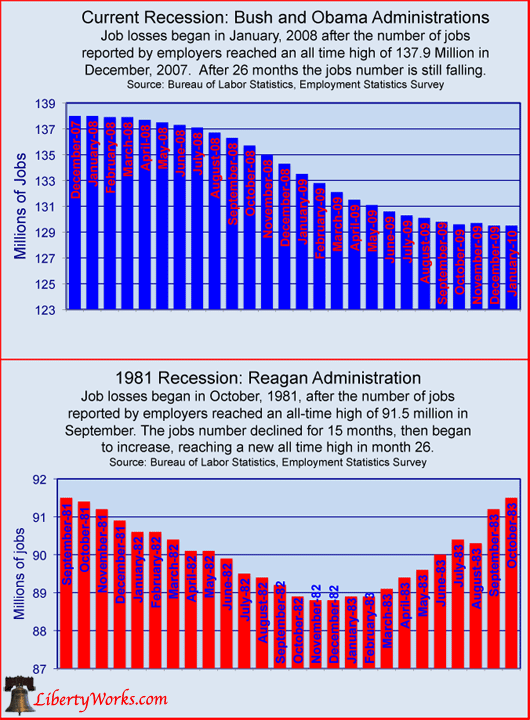 Current Recession: Bush and Obama Administrations
Job losses began in January, 2008 after the number of jobs
reported by employers reached an all time high of 137.9 Million in
December, 2007. After 26 months the jobs number is still falling.
Source: Bureau of Labor Statistics, Employment Statistics Survey
Millions of Jobs
139
137
135
133
131
129
127
125
123
December-07
January-08
February-08
March-08
April-08
May-08
June-08
July-08
August-08
September-08
October-08
November-08
December-08
January-09
February-09
March-09
April-09
May-09
June-09
July-09
August-09
September-09
October-09
November-09
December-09
January-10
1981 Recession: Reagan Administration
Job losses began in October, 1981, after the number of jobs
reported by employers reached an all-time high of 91.5 million in
September. The jobs number declined for 15 months, then began
to increase, reaching a new all time high in month 26.
Source: Bureau of Labor Statistics, Employment Statistics Survey
Millions of jobs
92
91
90
89
88
87
September-81
October-81
November-81
December-81
January-82
February-82
March-82
April-82
May-82
June-82
July-82
August-82
September-82
October-82
November-82
December-82
January-83
February-83
March-83
April-83
May-83
June-83
July-83
August-83
September-83
October-83
LibertyWorks.com